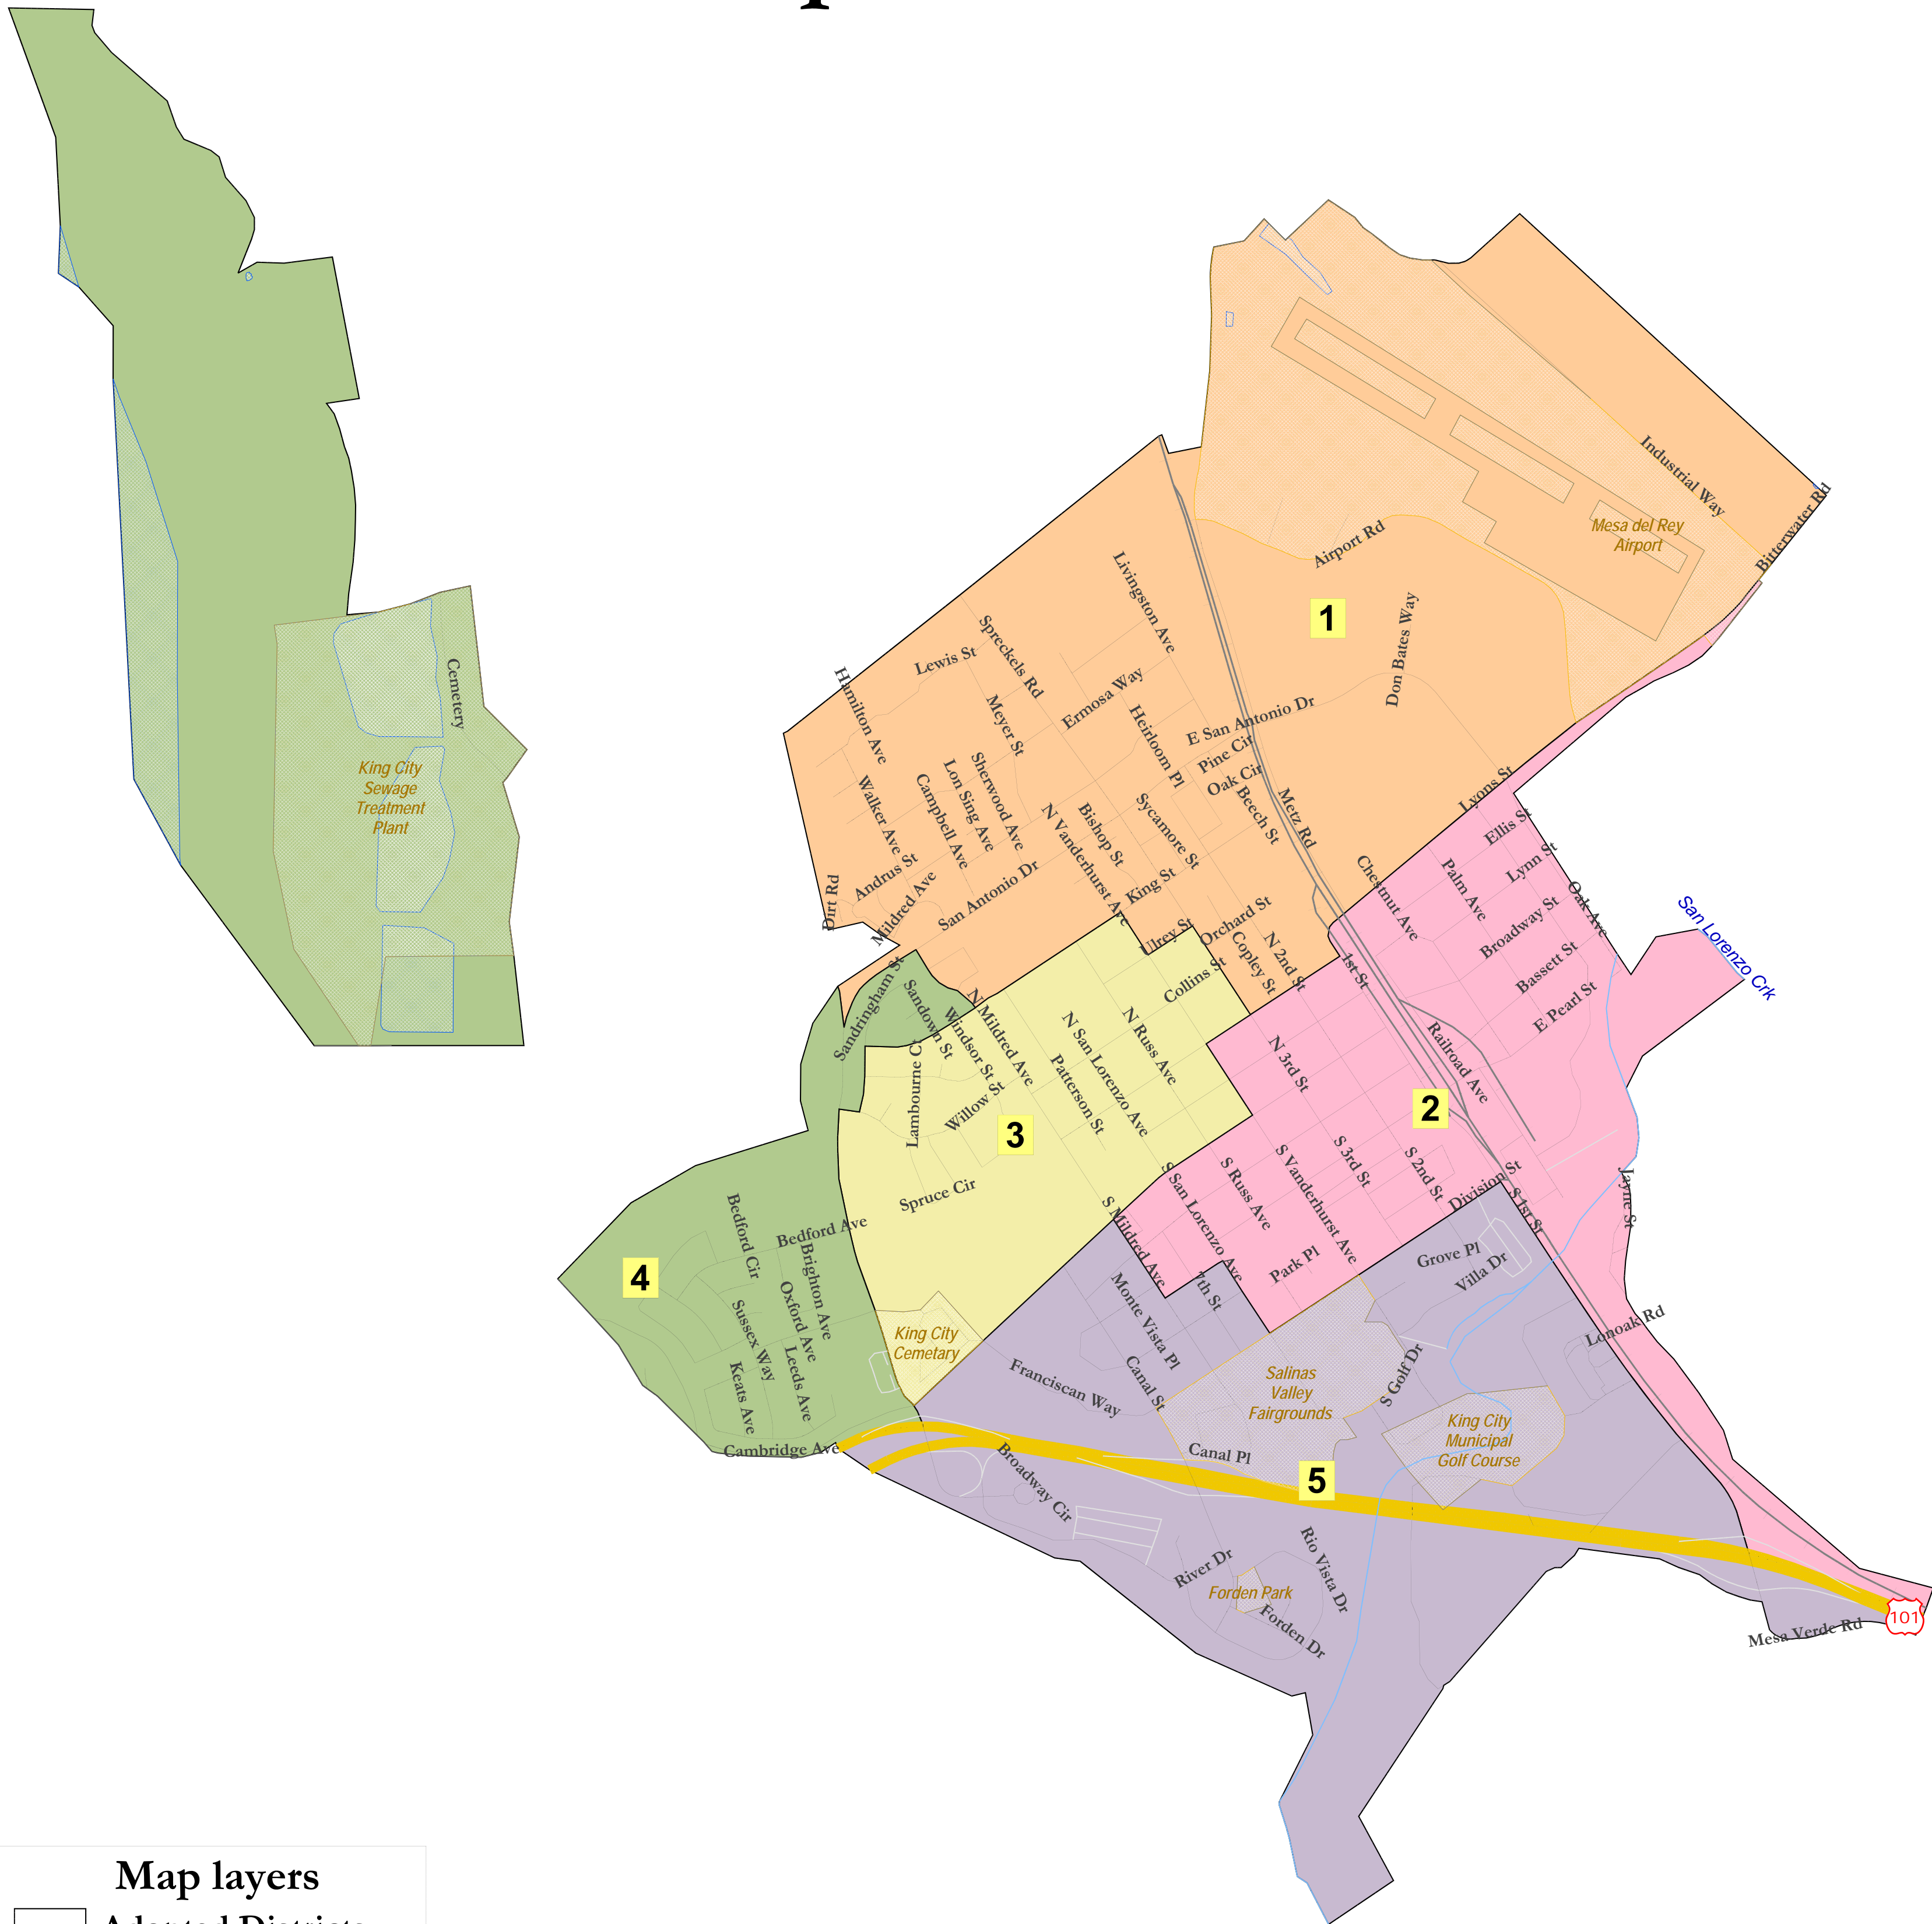 Industrial Way
Bitterwater Rd
Mesa del Rey
Airport
Airport Rd
Livingston Ave
1
Don Bates Way
Spreckels Rd
Lewis St
Hamilton Ave
Ermosa Way
Meyer St
Heirloom Pl
E San Antonio Dr
Pine Cir
Oak Cir
Cemetery
King City
Sewage
Treatment
Plant
Sherwood Ave
Lon Sing Ave
Campbell Ave
Walker Ave
N Vanderhurst Ave
Bishop St
Sycamore St
Beech St
Metz Rd
Lyons St
Ellis St
Lynn St
Andrus St
Mildred Ave
San Antonio Dr
Dirt Rd
King St
Orchard St
Ulrey St
Copley St
N 2nd St
Collins St
Chestnut Ave
Palm Ave
Oak Ave
Broadway St
Bassett St
E Pearl St
San Lorenzo Crk
1st St
Sandringham St
Sandown St
Windsor St
N Mildred Ave
N San Lorenzo Ave
N Russ Ave
Lambourne Ct
Willow St
Patterson St
3
N 3rd St
Railroad Ave
2
Spruce Cir
S Mildred Ave
S San Lorenzo Ave
S Russ Ave
S Vanderhurst Ave
S 3rd St
S 2nd St
Division St
S 1st St
Jayne St
Bedford Cir
Bedford Ave
Brighton Ave
4
Oxford Ave
Sussex Way
Leeds Ave
Keats Ave
Cambridge Ave
King City
Cemetary
Park Pl
7th St
Monte Vista Pl
Grove Pl
Villa Dr
Lonoak Rd
Franciscan Way
Canal St
Salinas
Valley
Fairgrounds
S Golf Dr
King City
Municipal
Golf Course
Canal Pl
5
Broadway Cir
River Dr
Rio Vista Dr
Forden Park
Forden Dr
Mesa Verde Rd
101
Map layers